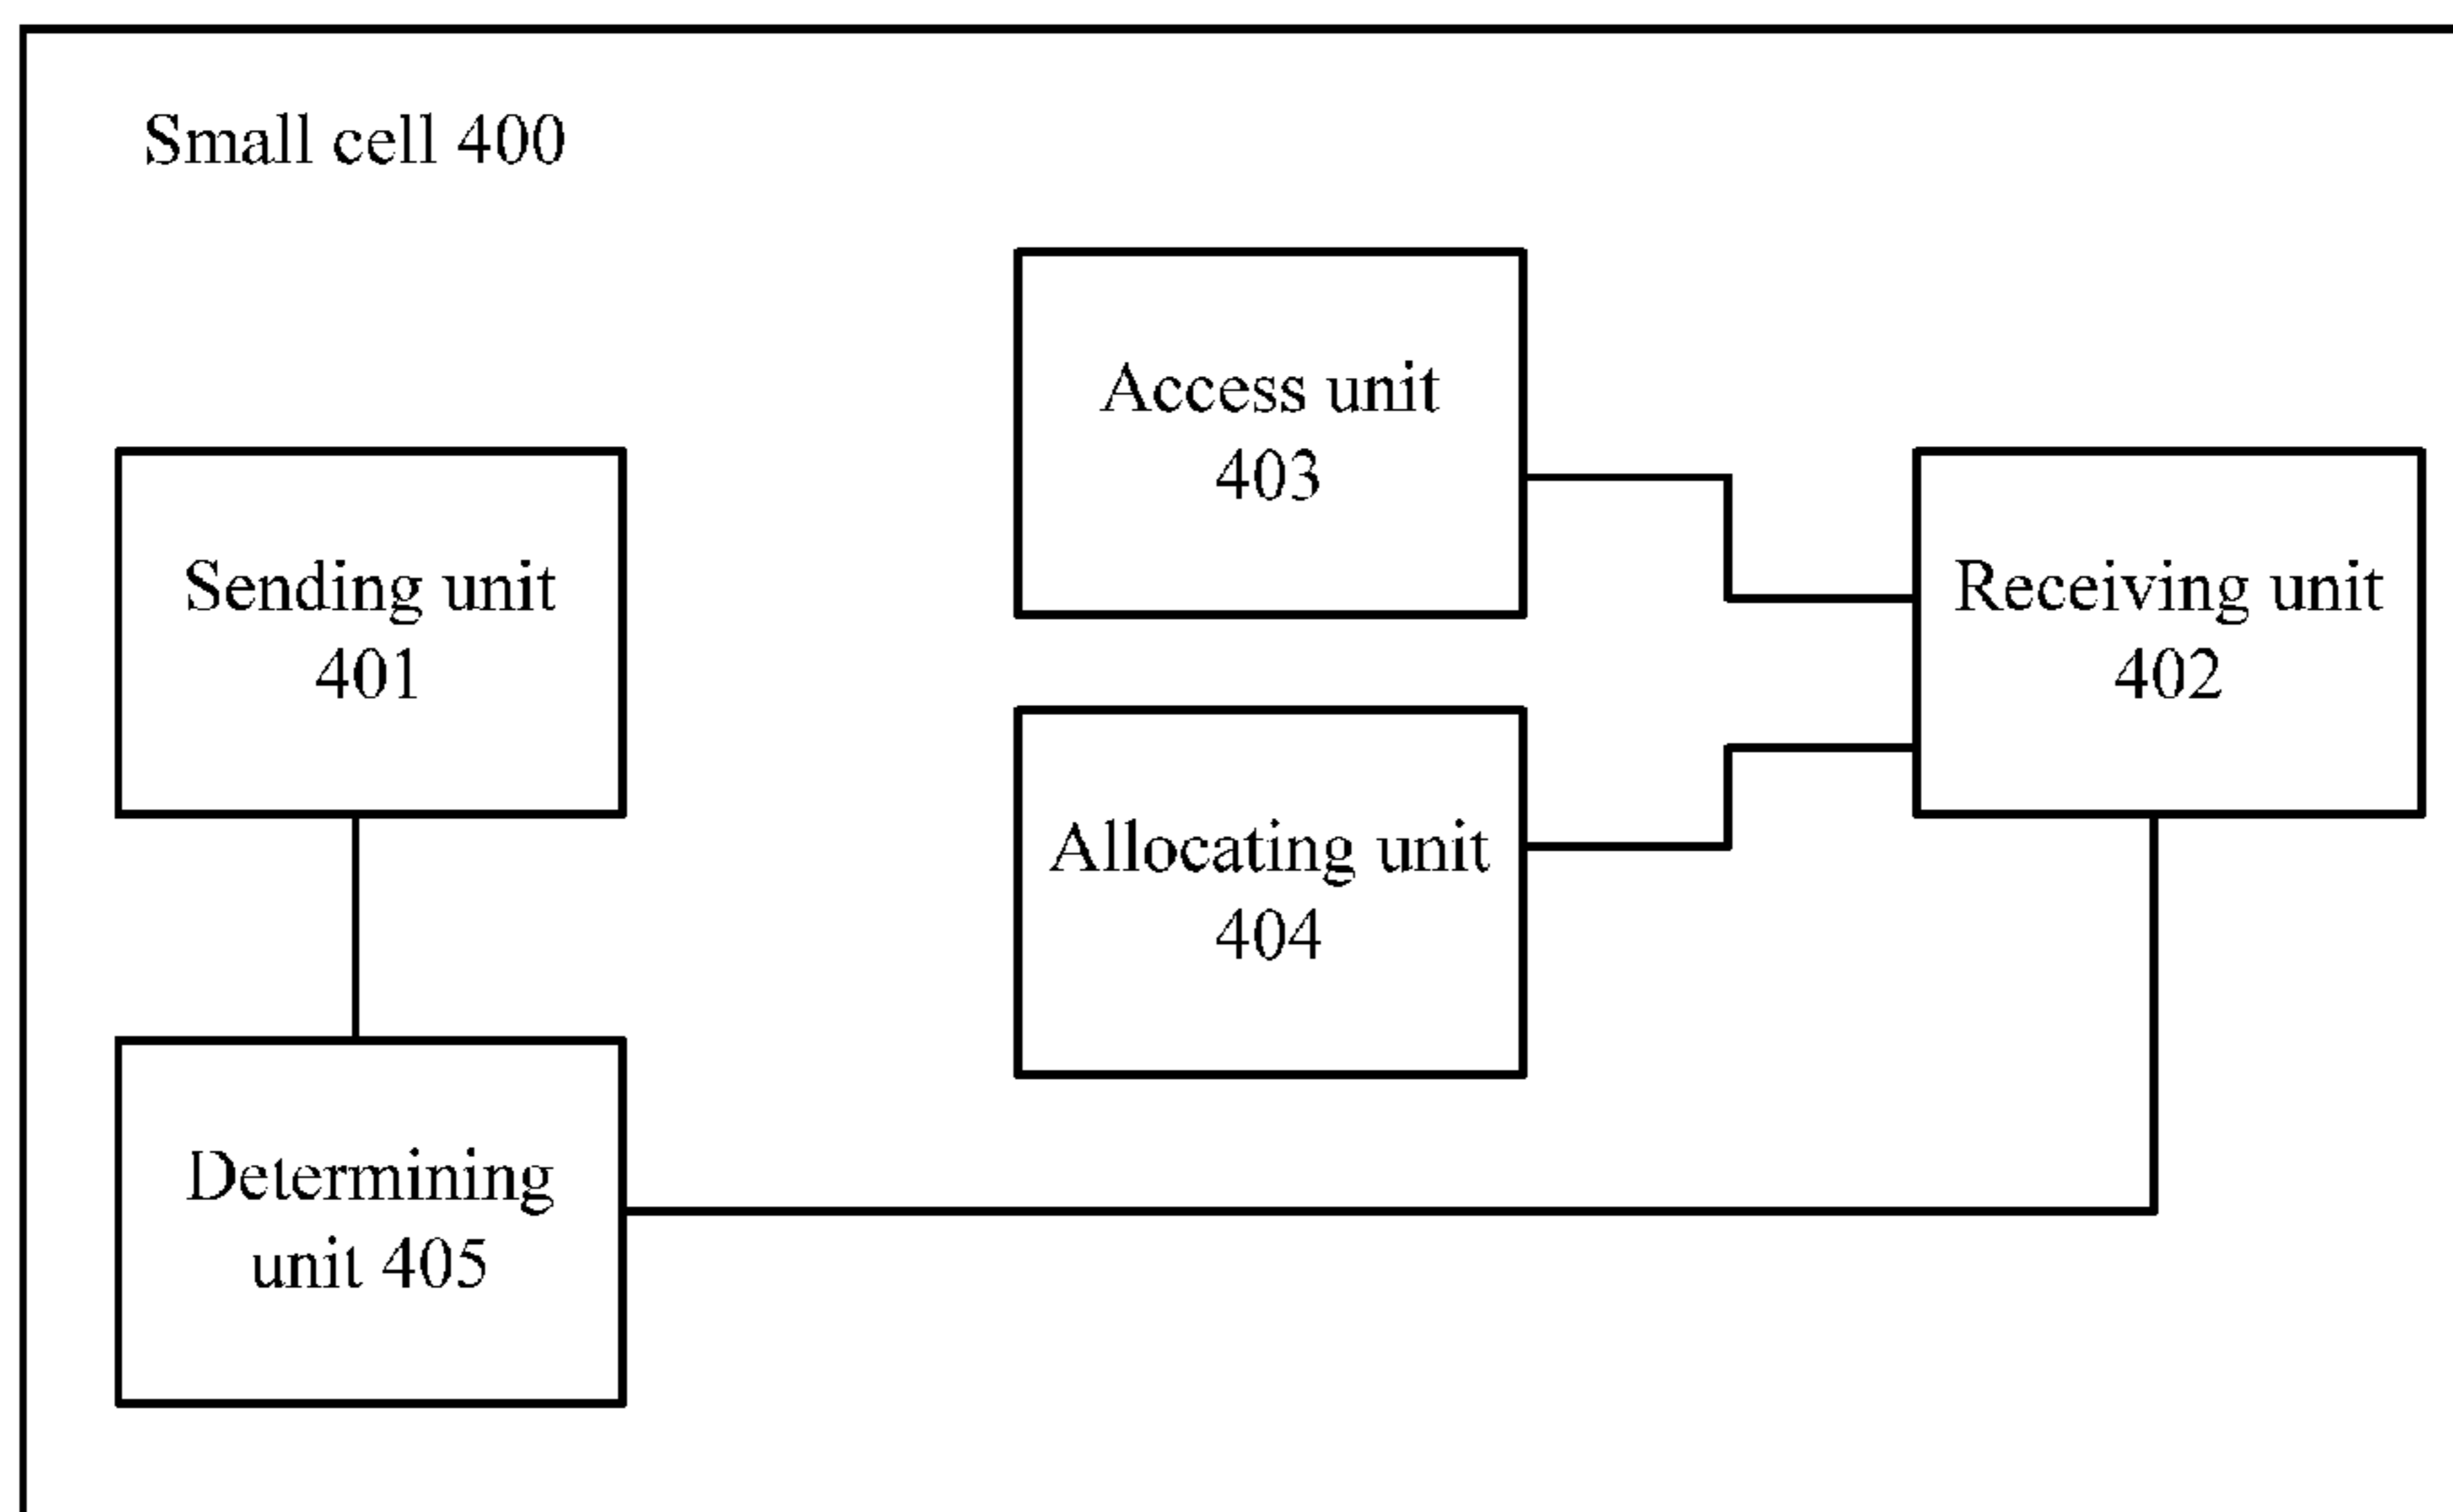 Small cell 400
Access unit
403
Sending unit
401
Receiving unit
402
Allocating unit
404
Determining
unit 405